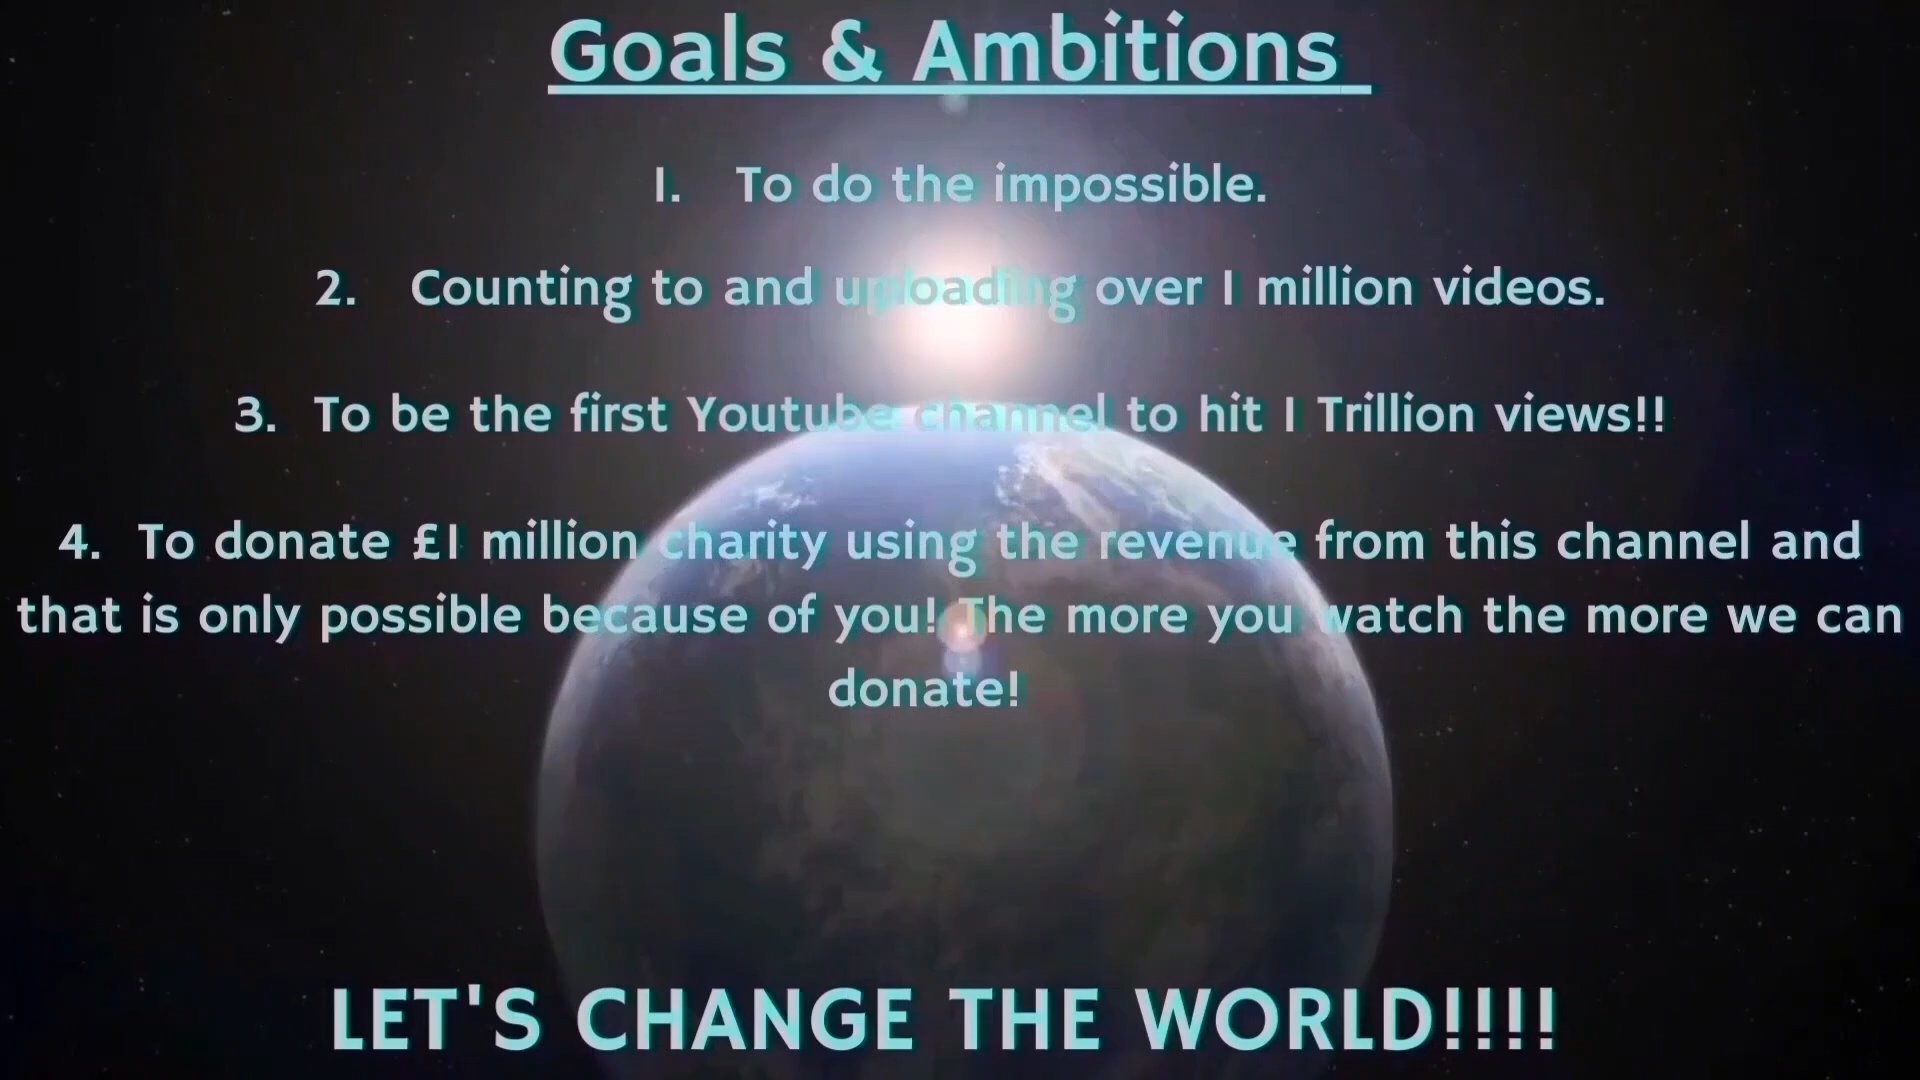 Goals & Ambitions
1. To do the impossible.
2. Counting to and uploading over 1 million videos.
3. To be the first Youtube channel to hit 1 Trillion views!!
4. To donate £1 million charity using the revenue from this channel and
that is only possible because of you! The more you watch the more we can
donate!
LET'S CHANGE THE WORLD!!!!